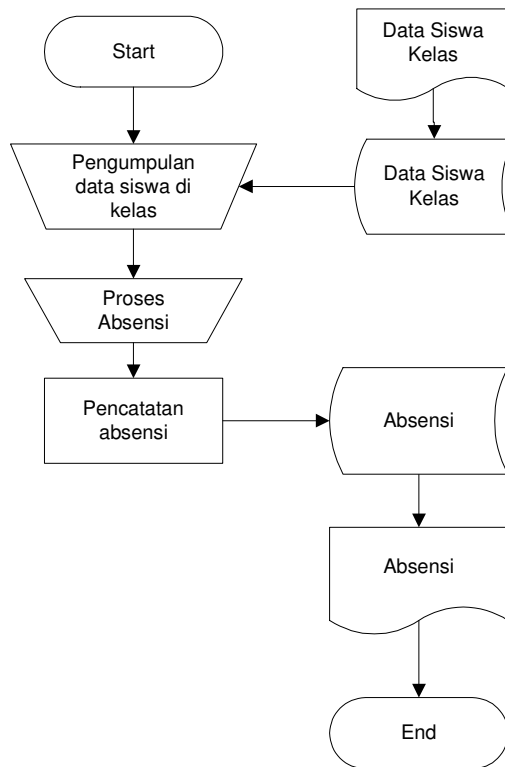 Start
Data Siswa
Kelas
Pengumpulan
data siswa di
kelas
Data Siswa
Kelas
Proses
Absensi
Pencatatan
absensi
Absensi
Absensi
End